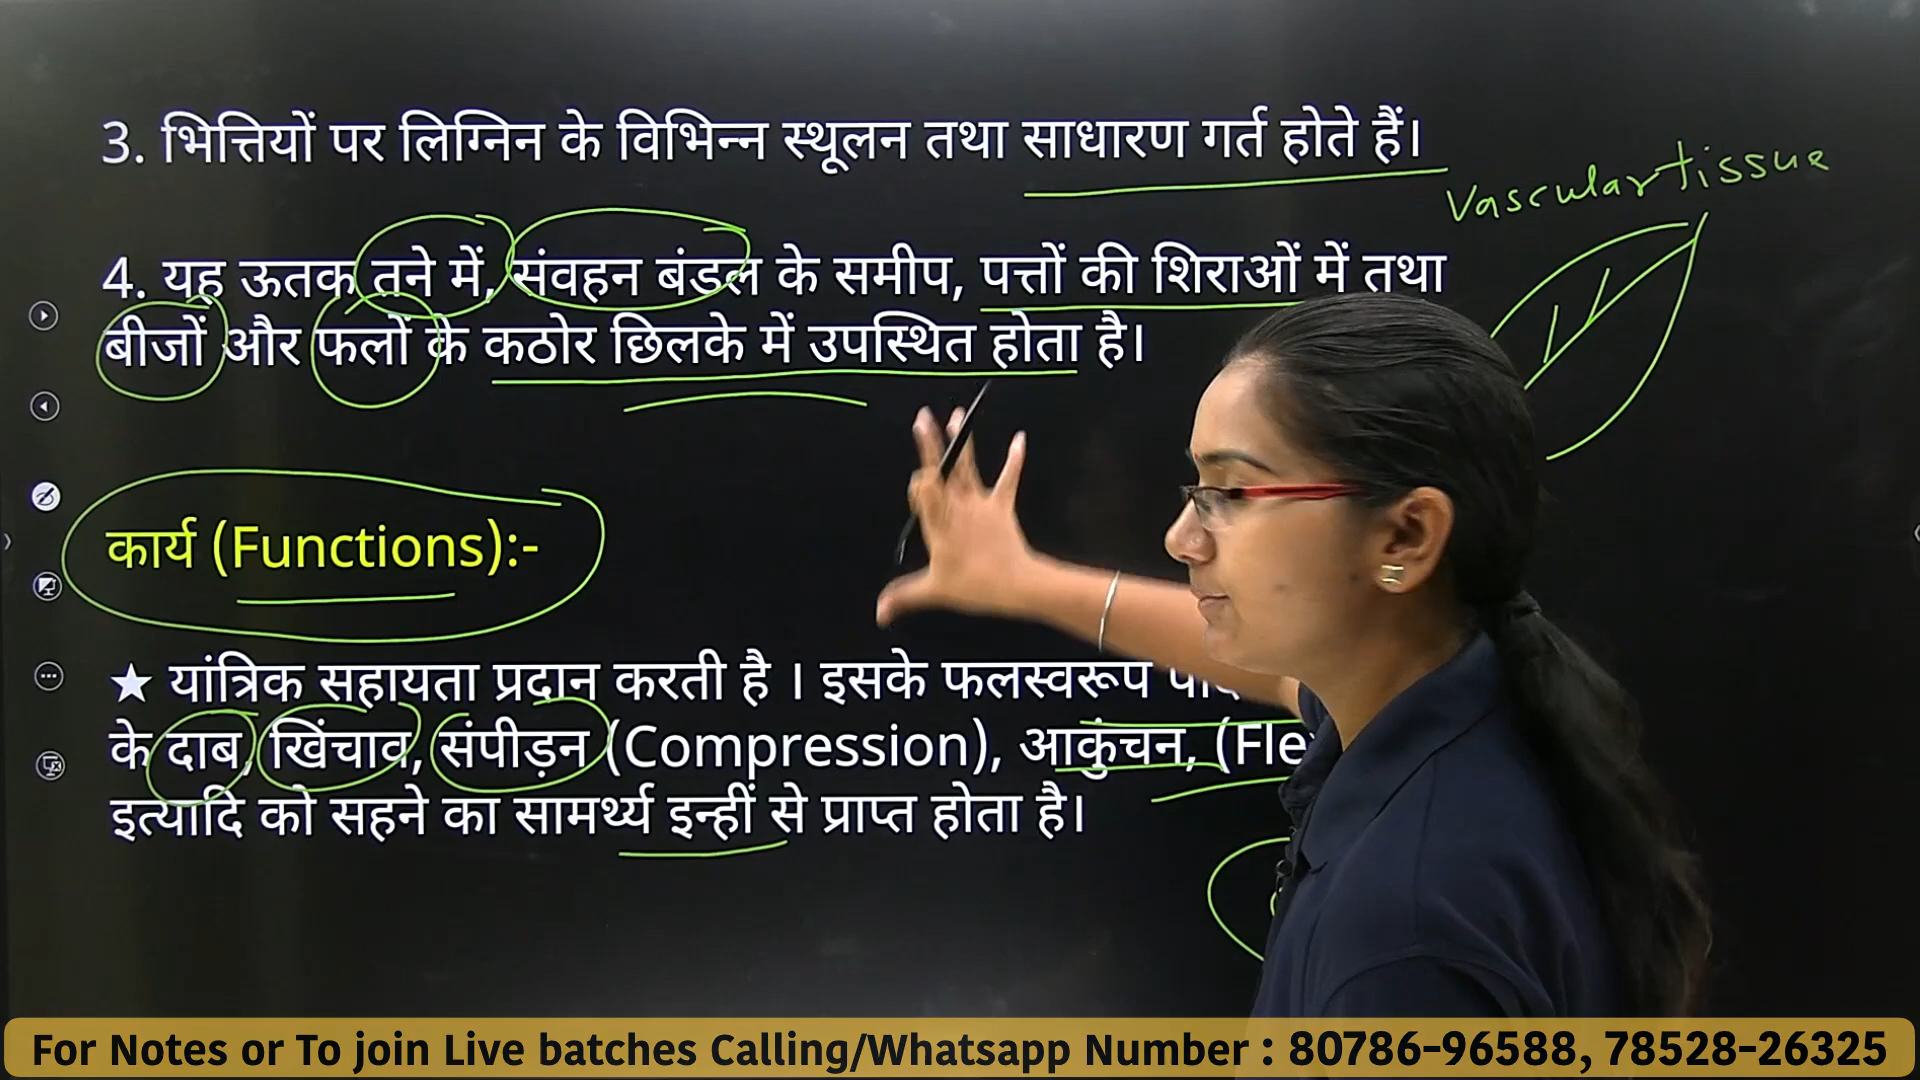 3. भित्तियों पर लिग्निन के विभिन्न स्थूलन तथा साधारण गर्त होते हैं।
Vascular tissue
4. यह ऊतक तने में, संवहन बंडल के समीप, पत्तों की शिराओं में तथा
बीजों और फलों के कठोर छिलके में उपस्थित होता है।
कार्य (Functions):-
★ यांत्रिक सहायता प्रदान करती है । इसके फलस्वरूप
के दाब, खिंचाव, संपीड़न (Compression), आकुंचन,
इत्यादि को सहने का सामर्थ्य इन्हीं से प्राप्त होता है।
For Notes or To join Live batches Calling/Whatsapp Number : 80786-96588, 78528-26325